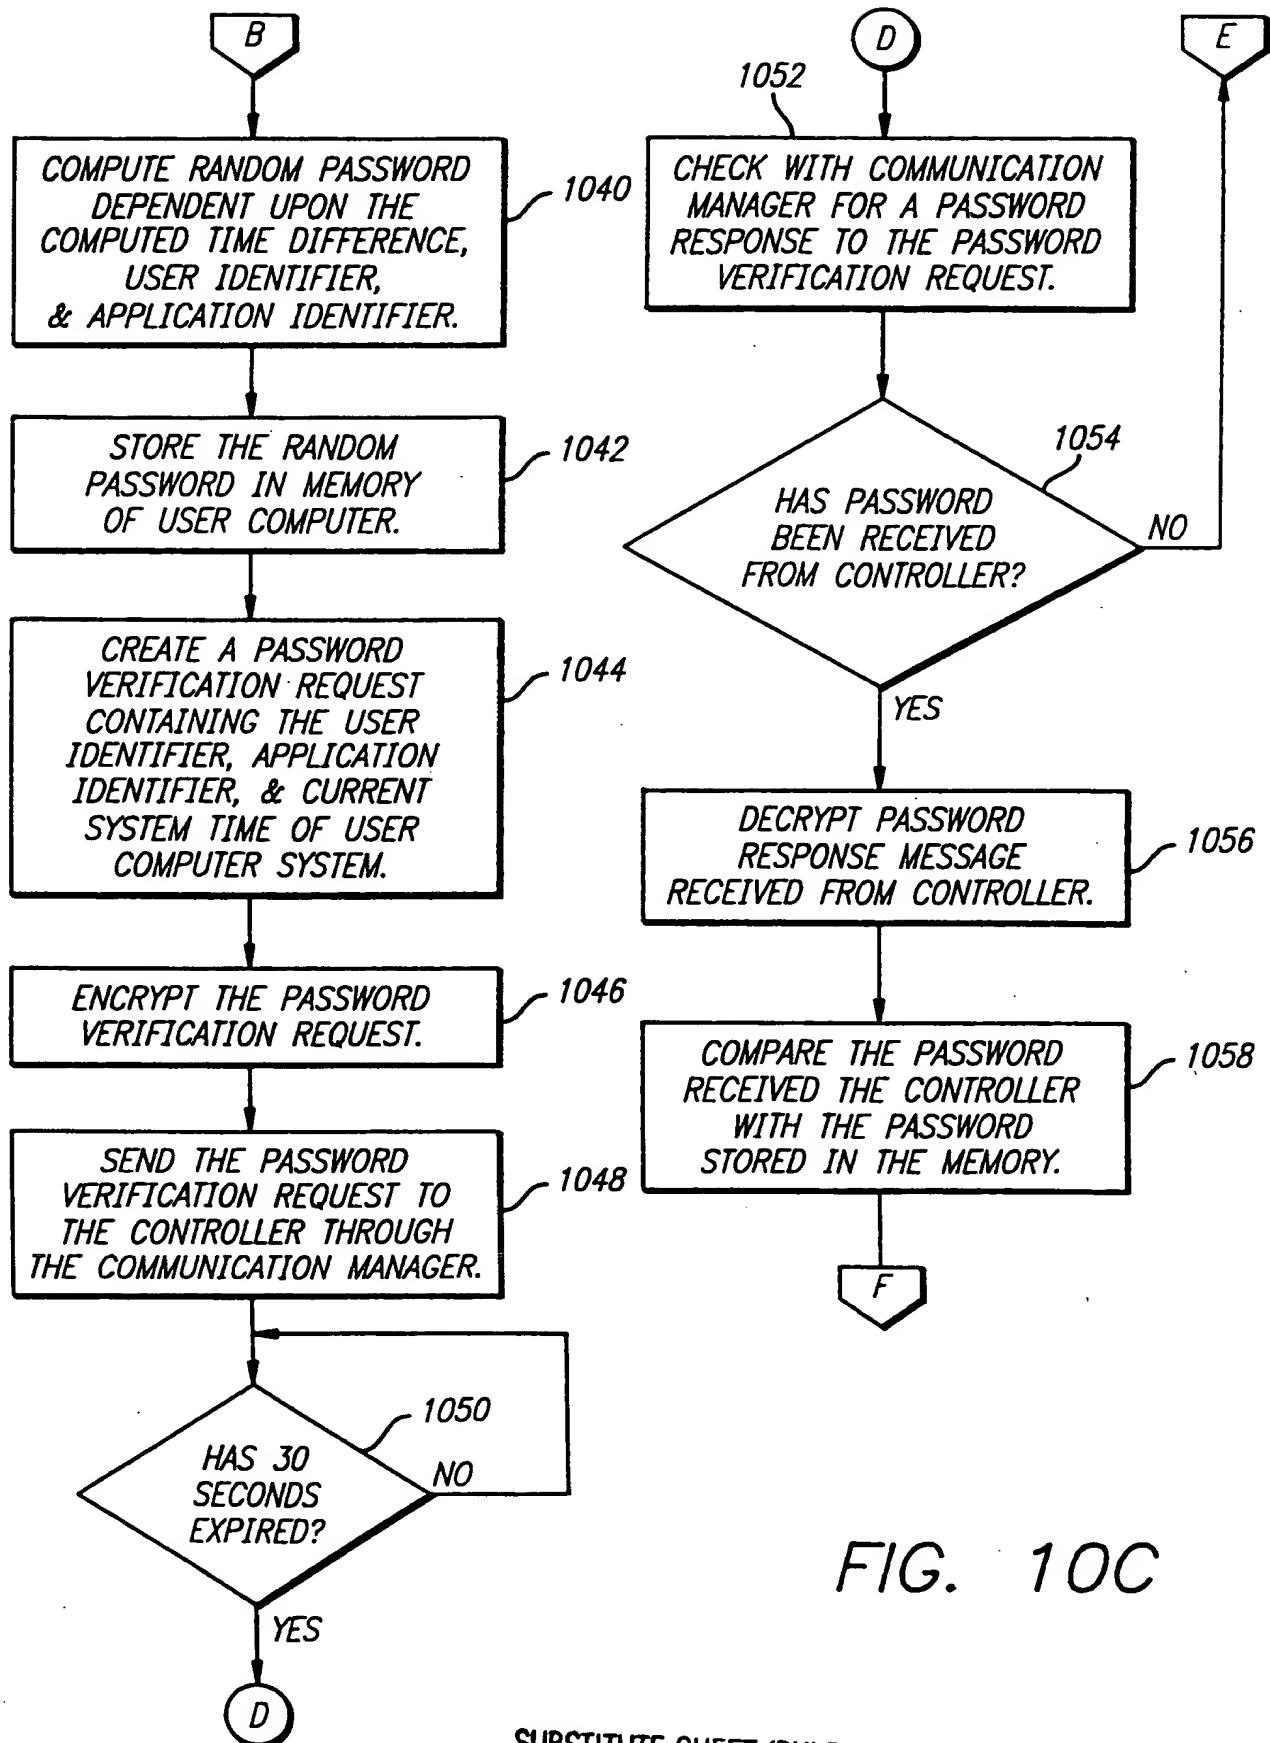 B
COMPUTE RANDOM PASSWORD
DEPENDENT UPON THE
COMPUTED TIME DIFFERENCE,
USER IDENTIFIER,
& APPLICATION IDENTIFIER.
1040
STORE THE RANDOM
PASSWORD IN MEMORY
OF USER COMPUTER.
1042
CREATE A PASSWORD
VERIFICATION REQUEST
CONTAINING THE USER
IDENTIFIER, APPLICATION
IDENTIFIER, & CURRENT
SYSTEM TIME OF USER
COMPUTER SYSTEM.
1044
ENCRYPT THE PASSWORD
VERIFICATION REQUEST.
1046
SEND THE PASSWORD
VERIFICATION REQUEST TO
THE CONTROLLER THROUGH
THE COMMUNICATION MANAGER.
1048
HAS 30
SECONDS
EXPIRED?
1050
NO
YES
D
D
E
1052
CHECK WITH COMMUNICATION
MANAGER FOR A PASSWORD
RESPONSE TO THE PASSWORD
VERIFICATION REQUEST.
HAS PASSWORD
BEEN RECEIVED
FROM CONTROLLER?
1054
NO
YES
DECRYPT PASSWORD
RESPONSE MESSAGE
RECEIVED FROM CONTROLLER.
1056
COMPARE THE PASSWORD
RECEIVED THE CONTROLLER
WITH THE PASSWORD
STORED IN THE MEMORY.
1058
F
FIG. 10C